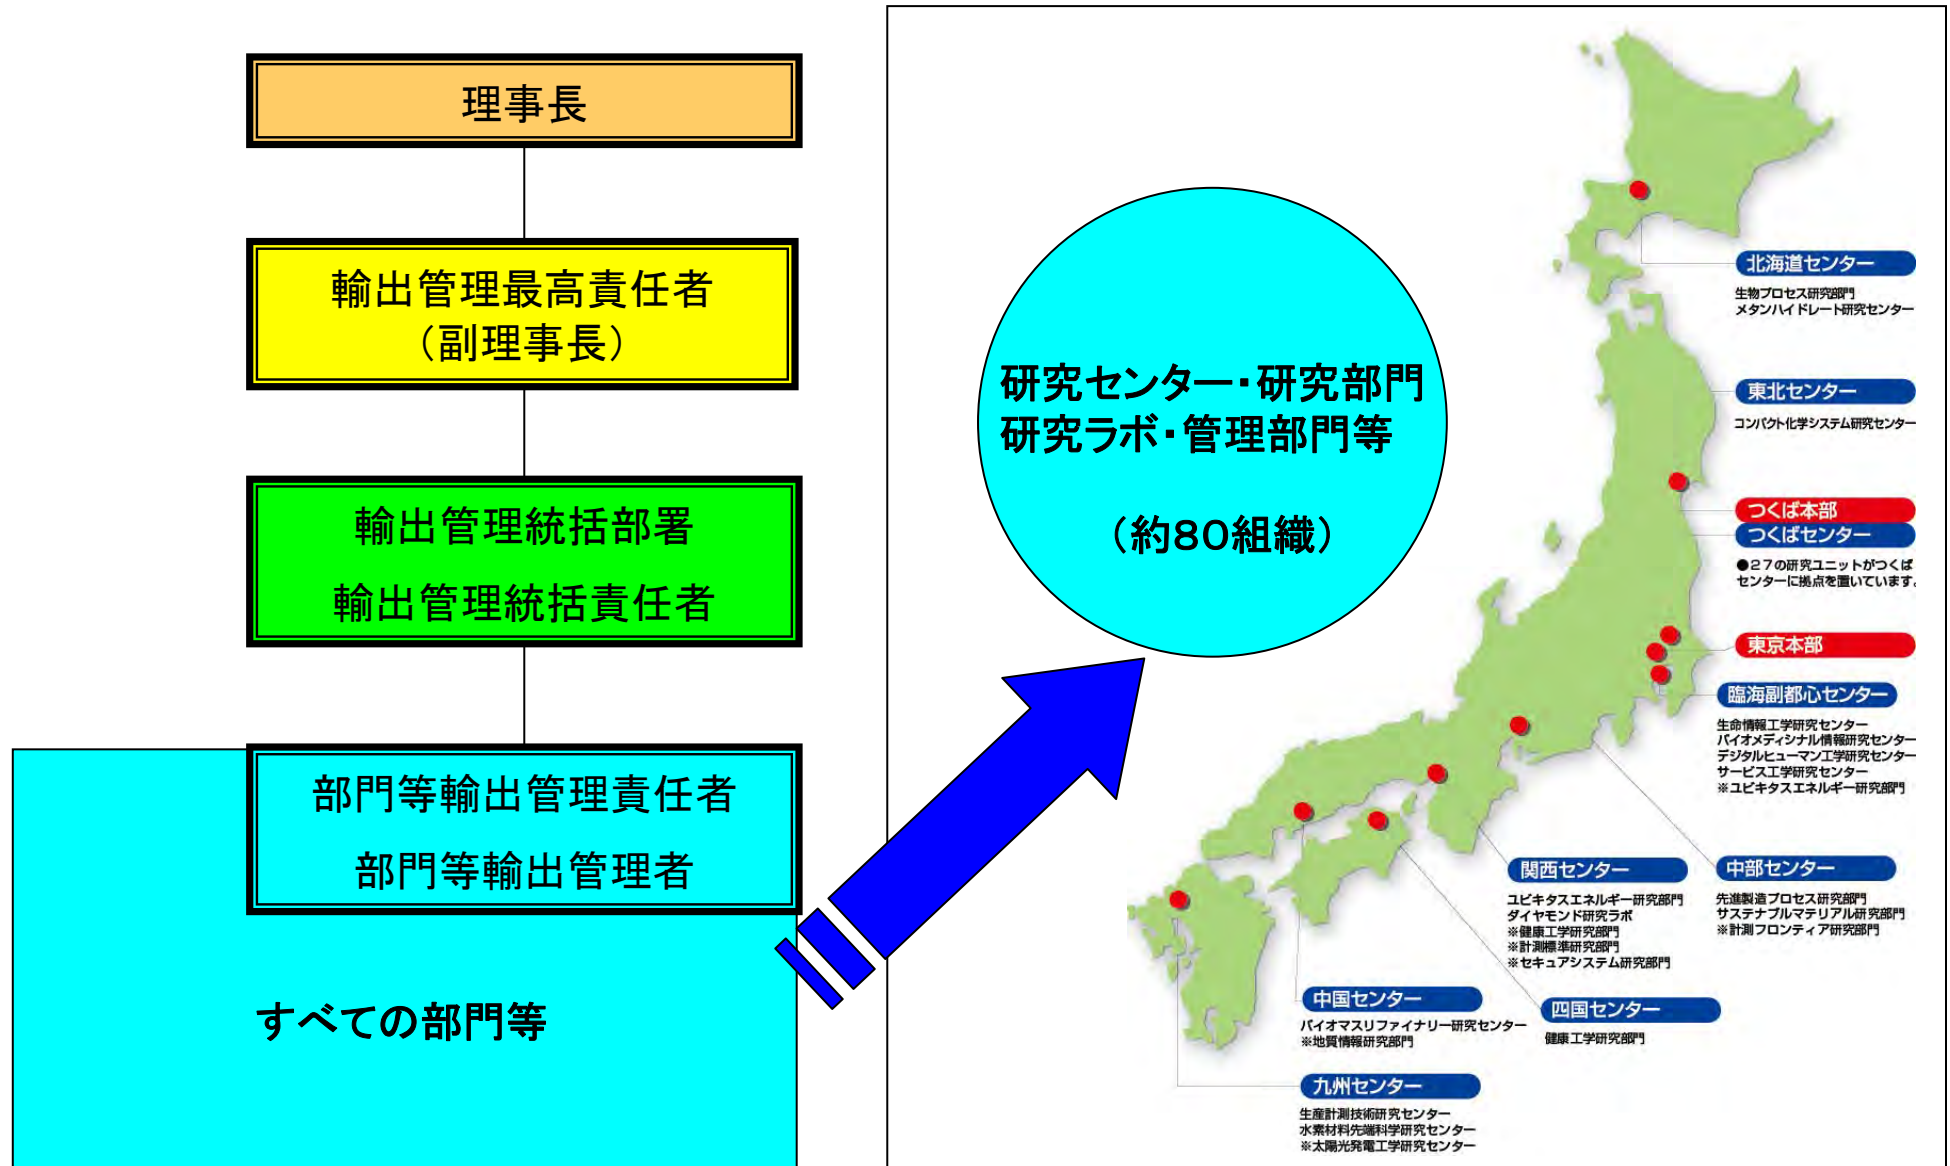 理事長
輸出管理最高責任者
（副理事長）
輸出管理統括部署
輸出管理統括責任者
部門等輸出管理責任者
部門等輸出管理者
すべての部門等
研究センター・研究部門
研究ラボ・管理部門等
（約８０組織）
北海道センター
生物プロセス研究部門
メタンハイドレート研究センター
東北センター
コンパクト化学システム研究センター
つくば本部
つくばセンター
●27の研究ユニットがつくば
センターに拠点を置いています。
東京本部
臨海副都心センター
生命情報工学研究センター
バイオメディシナル情報研究センター
デジタルヒューマン工学研究センター
サービス工学研究センター
※ユビキタスエネルギー研究部門
中部センター
先進製造プロセス研究部門
サステナブルマテリアル研究部門
※計測フロンティア研究部門
関西センター
ユビキタスエネルギー研究部門
ダイヤモンド研究ラボ
※健康工学研究部門
※計測標準研究部門
※セキュアシステム研究部門
中国センター
バイオマスリファイナリー研究センター
※地質情報研究部門
四国センター
健康工学研究部門
九州センター
生産計測技術研究センター
水素材料先端科学研究センター
※太陽光発電工学研究センター